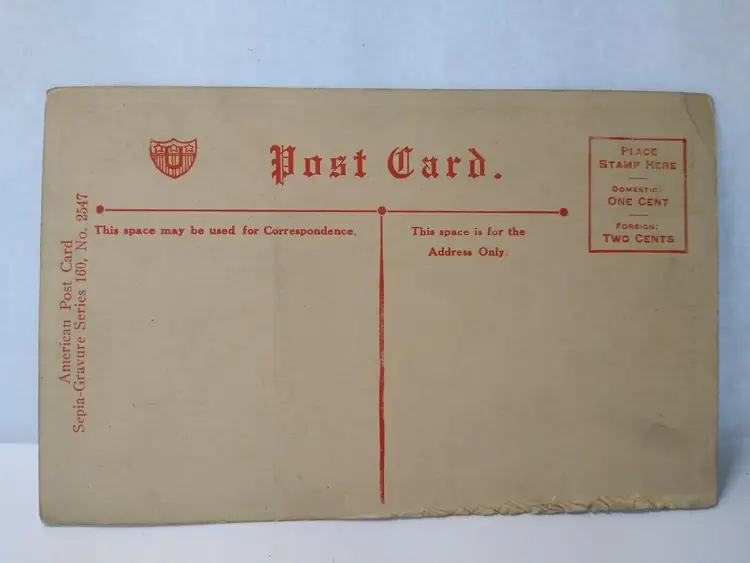 Post Card.
PLACE
STAMP HERE
DOMESTIC:
ONE CENT
FOREIGN:
TWO CENTS
This space may be used for Correspondence.
This space is for the
Address Only.
American Post Card
Sepia-Gravure Series 160, No. 2547